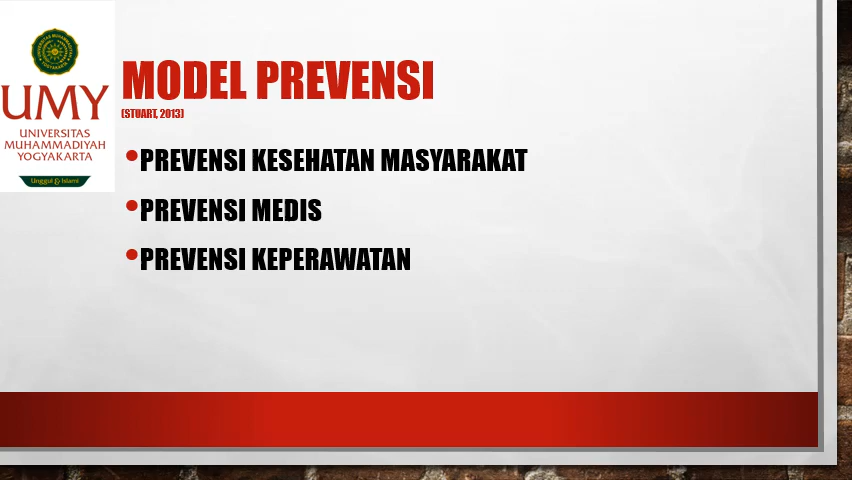 UMY
UNIVERSITAS
MUHAMMADIYAH
YOGYAKARTA
Unggul & Islami
MODEL PREVENSI
(STUART, 2013)
•PREVENSI KESEHATAN MASYARAKAT
•PREVENSI MEDIS
•PREVENSI KEPERAWATAN